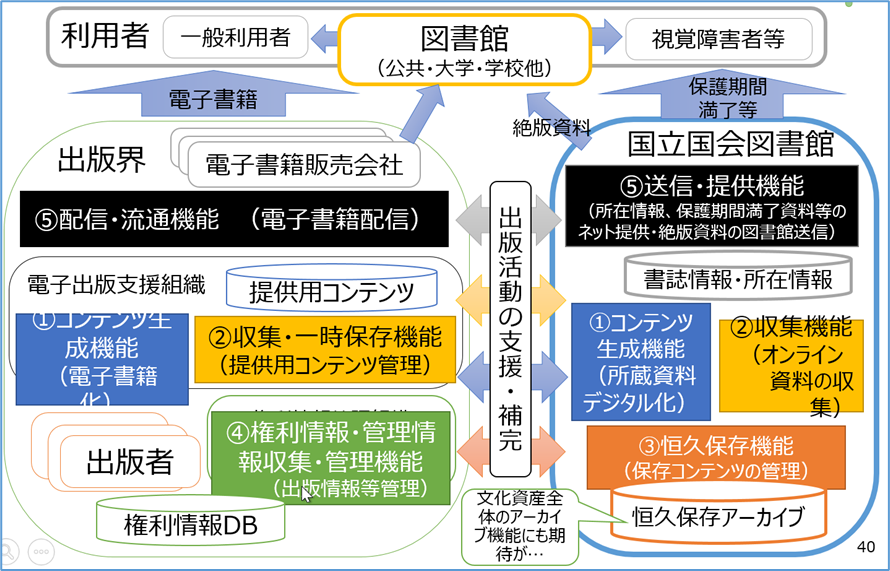 利用者
一般利用者
図書館
（公共・大学・学校他）
視覚障害者等
電子書籍
絶版資料
保護期間
満了等
出版界
電子書籍販売会社
⑤配信・流通機能　（電子書籍配信）
電子出版支援組織
提供用コンテンツ
①コンテンツ生
成機能
（電子書籍
化）
②収集・一時保存機能
（提供用コンテンツ管理）
出版者
④権利情報・管理情
報収集・管理機能
（出版情報等管理）
権利情報DB
出版活動の支援・補完
国立国会図書館
⑤送信・提供機能
（所在情報、保護期間満了資料等の
ネット提供・絶版資料の図書館送信）
書誌情報・所在情報
①コンテンツ
生成機能
（所蔵資料
デジタル化）
②収集機能
（オンライン
資料の収
集）
③恒久保存機能
（保存コンテンツの管理）
恒久保存アーカイブ
文化資産全
体のアーカイ
ブ機能にも期
待が…
40